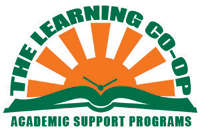 THE LEARNING CO-OP
ACADEMIC SUPPORT PROGRAMS